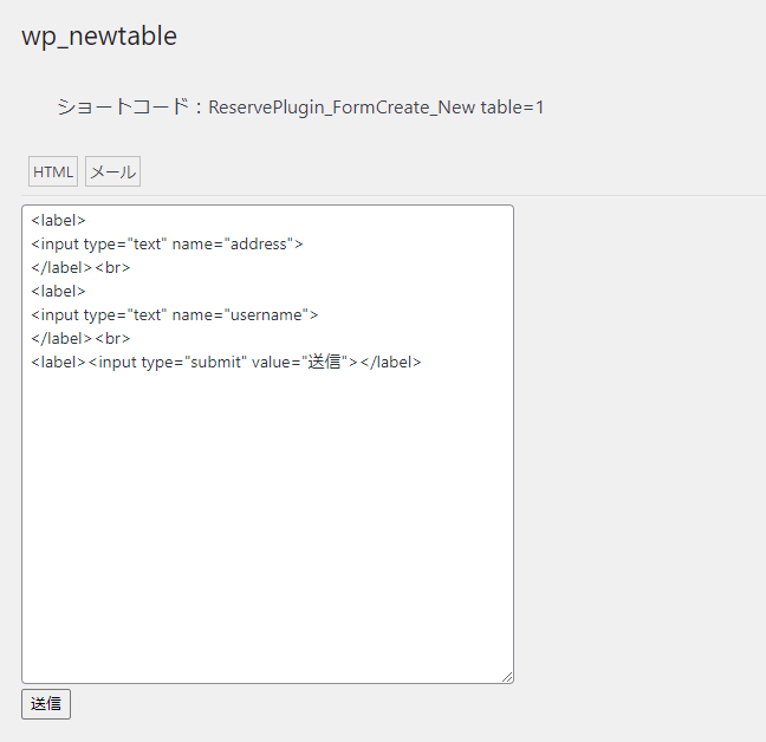 wp_newtable
ショートコード：ReservePlugin_FormCreate_New table=1
HTML メール
<label>
<input type="text" name="address">
</label><br>
<label>
<input type="text" name="username">
</label><br>
<label><input type="submit" value="送信"></label>
送信